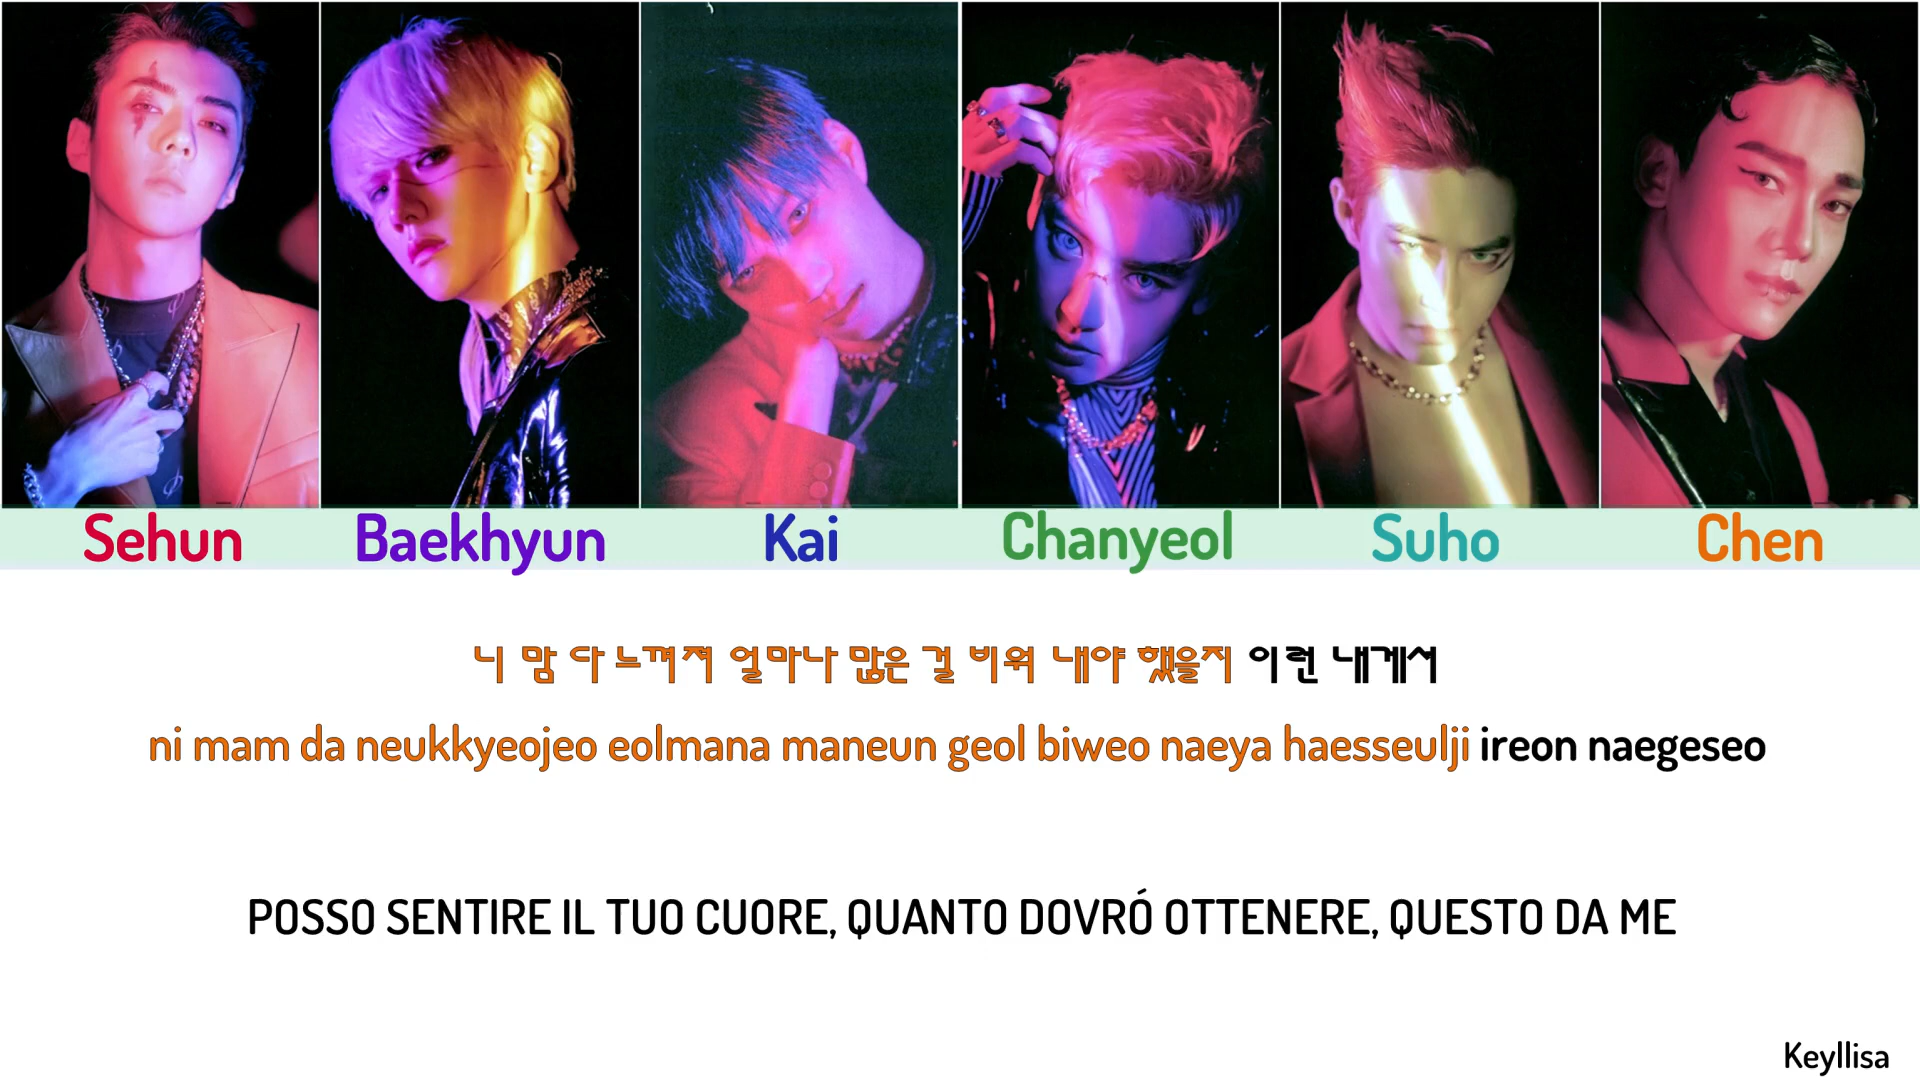 Sehun Baekhyun Kai Chanyeol Suho Chen
니 맘 다 느껴져 얼마나 많은 걸 비워 내야 했을지 이런 내게서
ni mam da neukkyeojeo eolmana maneun geol biweo naeya haesseulji ireon naegeseo
POSSO SENTIRE IL TUO CUORE, QUANTO DOVRÓ OTTENERE, QUESTO DA ME
Keyllisa